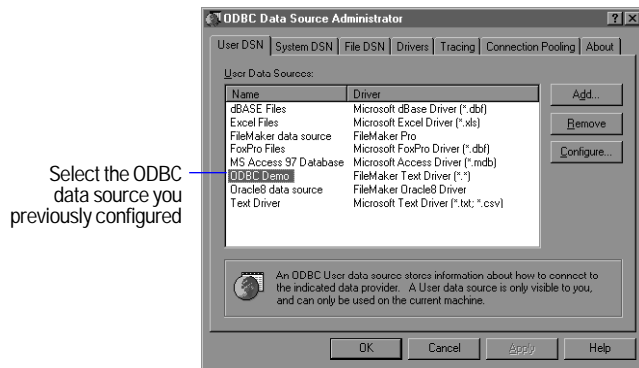 ODBC Data Source Administrator
User DSN System DSN File DSN Drivers Tracing Connection Pooling About
User Data Sources:
Name Driver
dBASE Files Microsoft dBase Driver (*.dbf)
Excel Files Microsoft Excel Driver (*.xls)
FileMaker data source FileMaker Pro
FoxPro Files Microsoft FoxPro Driver (*.dbf)
MS Access 97 Database Microsoft Access Driver (*.mdb)
ODBC Demo FileMaker Text Driver (*.*)
Oracle8 data source FileMaker Oracle8 Driver
Text Driver Microsoft Text Driver (*.txt; *.csv)
Add...
Remove
Configure...
Select the ODBC
data source you
previously configured
An ODBC User data source stores information about how to connect to
the indicated data provider. A User data source is only visible to you,
and can only be used on the current machine.
OK Cancel Apply Help